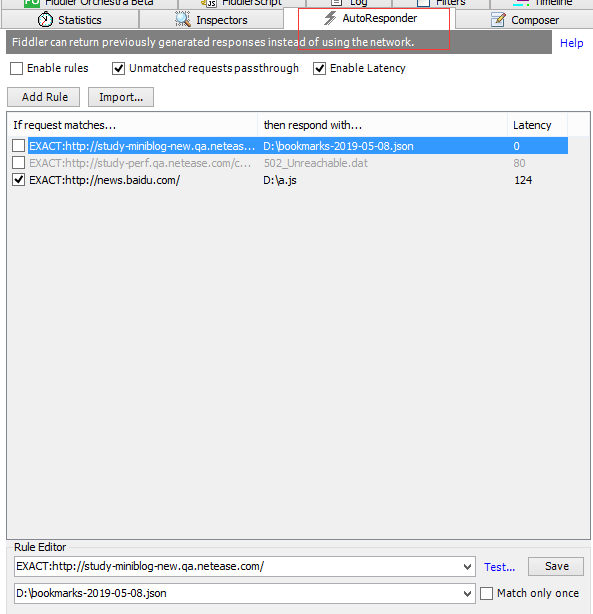 Fiddler Orchestra Beta FiddlerScript Log Filters Timeline
Statistics Inspectors AutoResponder Composer
Fiddler can return previously generated responses instead of using the network. Help
Enable rules Unmatched requests passthrough Enable Latency
Add Rule Import...
If request matches... then respond with... Latency
EXACT:http://study-miniblog-new.qa.neteas... D:\bookmarks-2019-05-08.json 0
EXACT:http://study-perf.qa.netease.com/c... 502_Unreachable.dat 80
EXACT:http://news.baidu.com/ D:\a.js 124
Rule Editor
EXACT:http://study-miniblog-new.qa.netease.com/ Test... Save
D:\bookmarks-2019-05-08.json Match only once